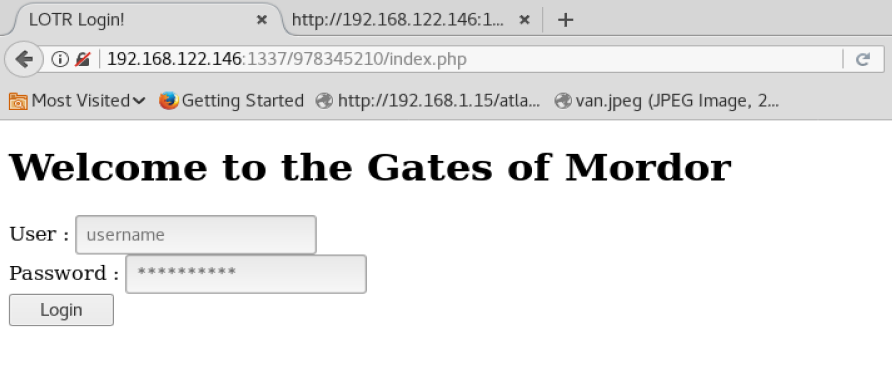 LOTR Login! × http://192.168.122.146:1... × +
192.168.122.146:1337/978345210/index.php
Most Visited Getting Started http://192.168.1.15/atla... van.jpeg (JPEG Image, 2...
Welcome to the Gates of Mordor
User : username
Password : **********
Login